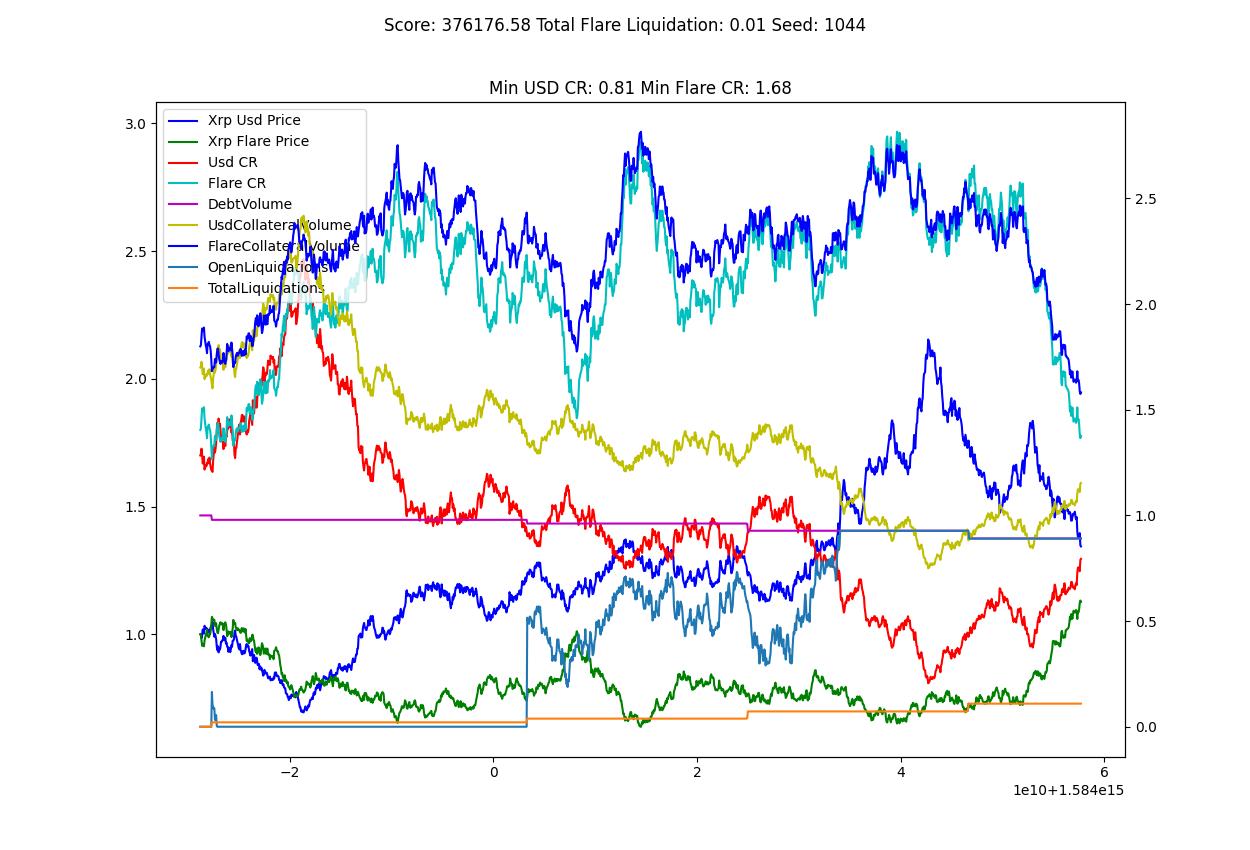 Score: 376176.58 Total Flare Liquidation: 0.01 Seed: 1044
Min USD CR: 0.81 Min Flare CR: 1.68
Xrp Usd Price
Xrp Flare Price
Usd CR
Flare CR
DebtVolume
UsdCollateralVolume
FlareCollateralVolume
OpenLiquidations
TotalLiquidations
3.0
2.5
2.0
1.5
1.0
2.5
2.0
1.5
1.0
0.5
0.0
−2
0
2
4
6
1e10+1.584e15